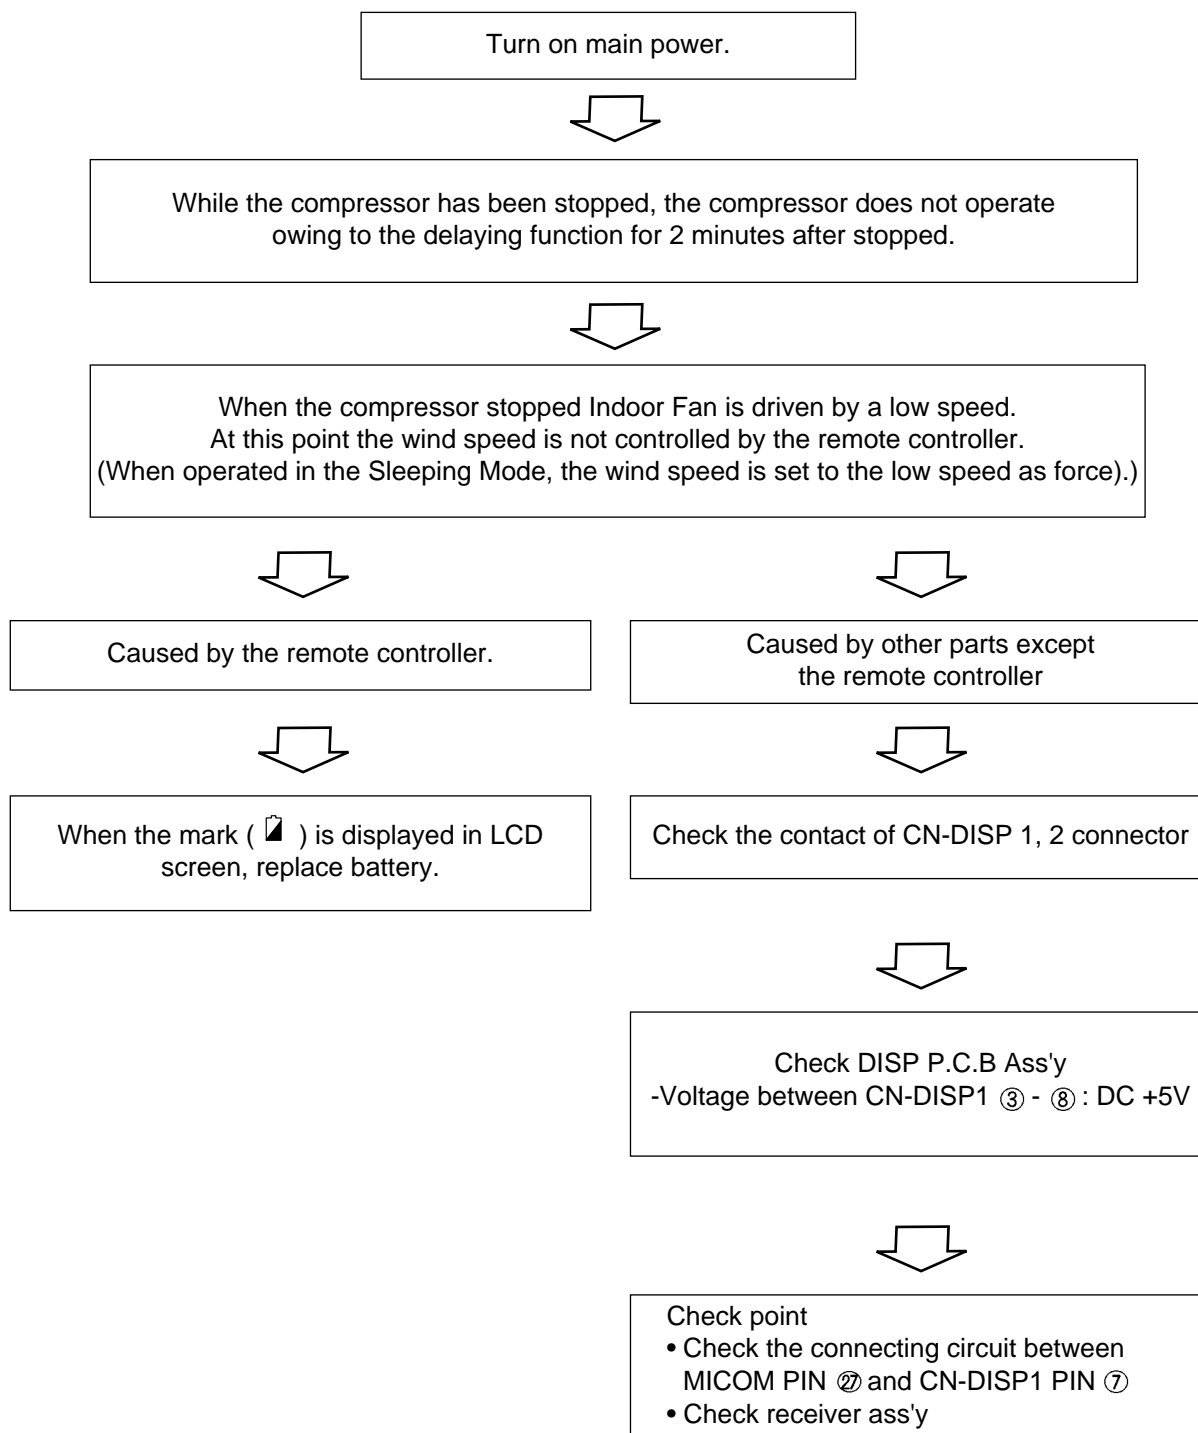 Turn on main power.
While the compressor has been stopped, the compressor does not operate
owing to the delaying function for 2 minutes after stopped.
When the compressor stopped Indoor Fan is driven by a low speed.
At this point the wind speed is not controlled by the remote controller.
(When operated in the Sleeping Mode, the wind speed is set to the low speed as force).)
Caused by the remote controller.
When the mark ( ) is displayed in LCD
screen, replace battery.
Caused by other parts except
the remote controller
Check the contact of CN-DISP 1, 2 connector
Check DISP P.C.B Ass'y
-Voltage between CN-DISP1 ③ - ⑧ : DC +5V
Check point
• Check the connecting circuit between
MICOM PIN ㉗ and CN-DISP1 PIN ⑦
• Check receiver ass'y